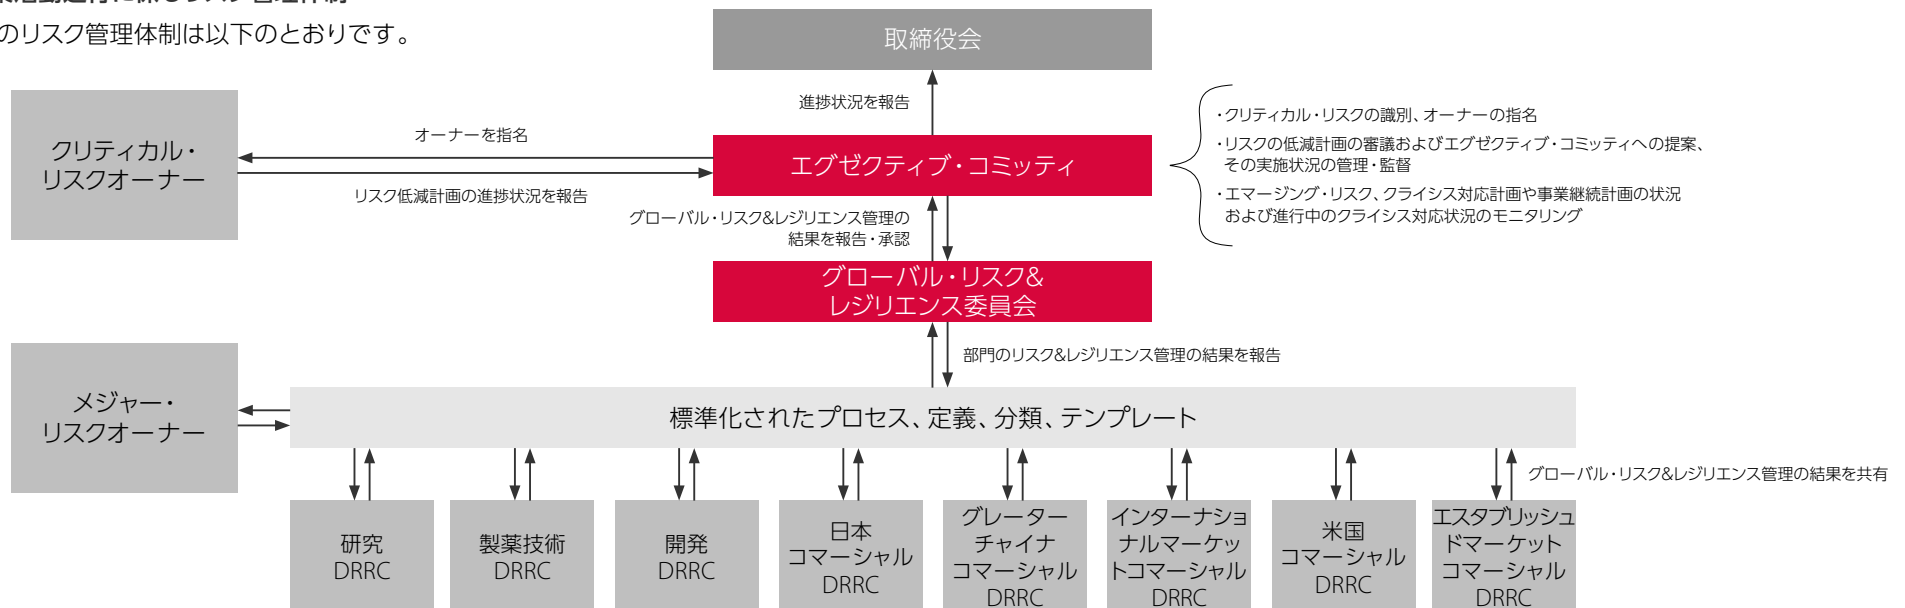 のリスク管理体制は以下のとおりです。
取締役会
進捗状況を報告
クリティカル・
リスクオーナー
オーナーを指名
リスク低減計画の進捗状況を報告
エグゼクティブ・コミッティ
・クリティカル・リスクの識別、オーナーの指名
・リスクの低減計画の審議およびエグゼクティブ・コミッティへの提案、
その実施状況の管理・監督
・エマージング・リスク、クライシス対応計画や事業継続計画の状況
および進行中のクライシス対応状況のモニタリング
グローバル・リスク&レジリエンス管理の
結果を報告・承認
グローバル・リスク&
レジリエンス委員会
部門のリスク&レジリエンス管理の結果を報告
メジャー・
リスクオーナー
標準化されたプロセス、定義、分類、テンプレート
グローバル・リスク&レジリエンス管理の結果を共有
研究
DRRC
製薬技術
DRRC
開発
DRRC
日本
コマーシャル
DRRC
グレーター
チャイナ
コマーシャル
DRRC
インターナショ
ナルマーケッ
トコマーシャル
DRRC
米国
コマーシャル
DRRC
エスタブリッシュ
ドマーケット
コマーシャル
DRRC